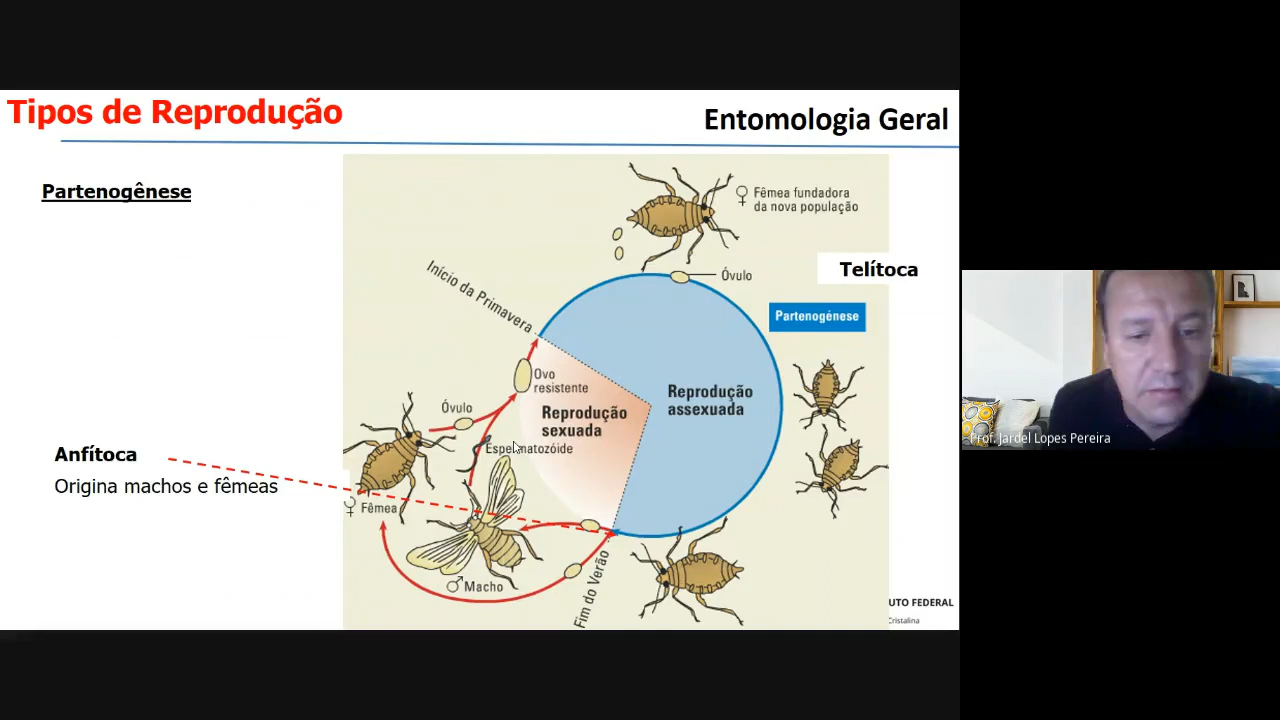 Tipos de Reprodução
Entomologia Geral
Partenogênese
♀ Fêmea fundadora
da nova população
Óvulo
Telítoca
Início da Primavera
Partenogénese
Ovo
resistente
Reprodução
assexuada
Reprodução
sexuada
Óvulo
Espermatozóide
Anfítoca
Origina machos e fêmeas
♀ Fêmea
♂ Macho
Fim do Verão
UTO FEDERAL
Cristalina
Prof. Jardel Lopes Pereira